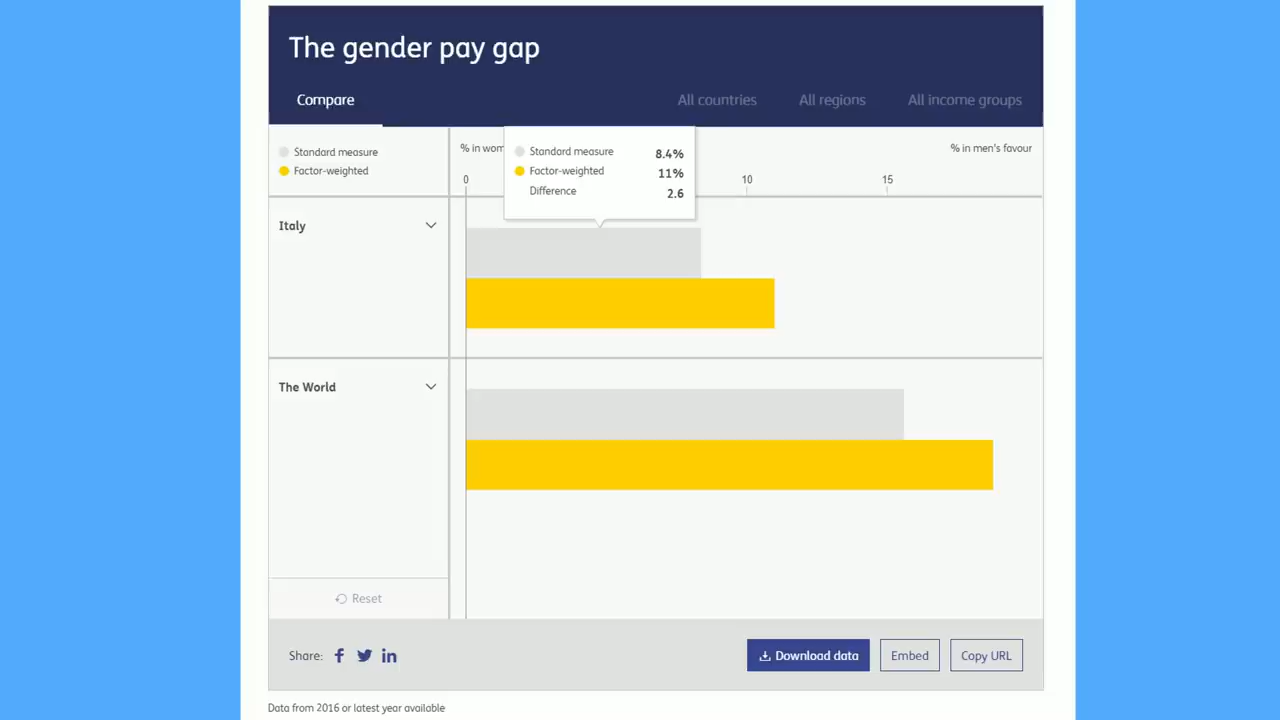 The gender pay gap
Compare
All countries
All regions
All income groups
Standard measure
Factor-weighted
% in wom
% in men's favour
0
10
15
Standard measure 8.4%
Factor-weighted 11%
Difference 2.6
Italy
The World
Reset
Share:
Download data
Embed
Copy URL
Data from 2016 or latest year available